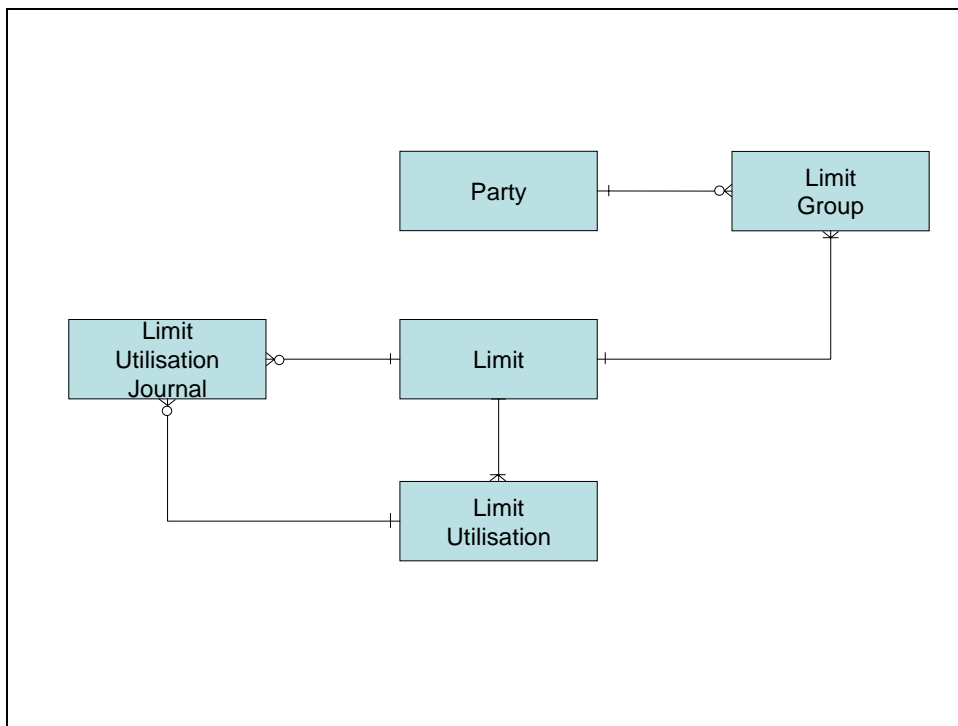 Party
Limit
Group
Limit
Utilisation
Journal
Limit
Limit
Utilisation